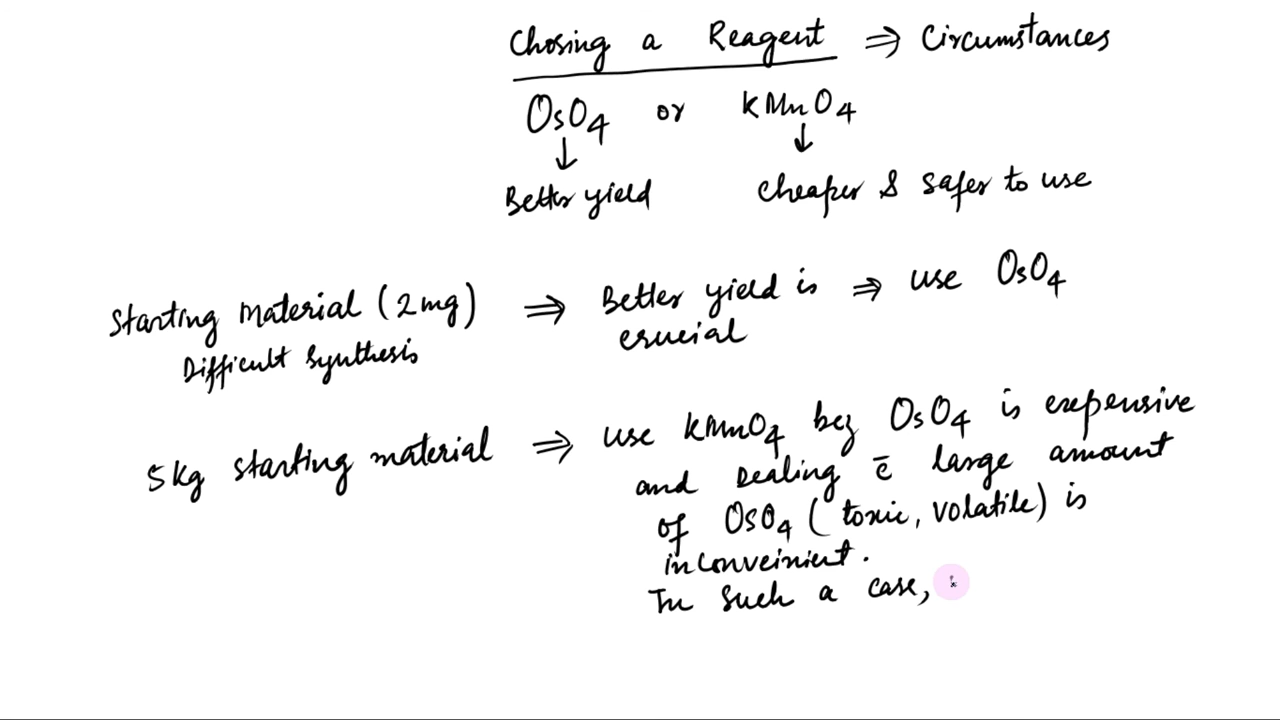 Chosing a Reagent ⇒ Circumstances
OsO4 or KMnO4
↓ ↓
Better yield cheaper & safer to use
Starting Material (2mg) ⇒ Better yield is ⇒ use OsO4
Difficult synthesis crucial
5kg starting material ⇒ use KMnO4 bcz OsO4 is expensive
and Dealing c̄ large amount
of OsO4 (toxic, volatile) is
inconveinient.
In such a case,